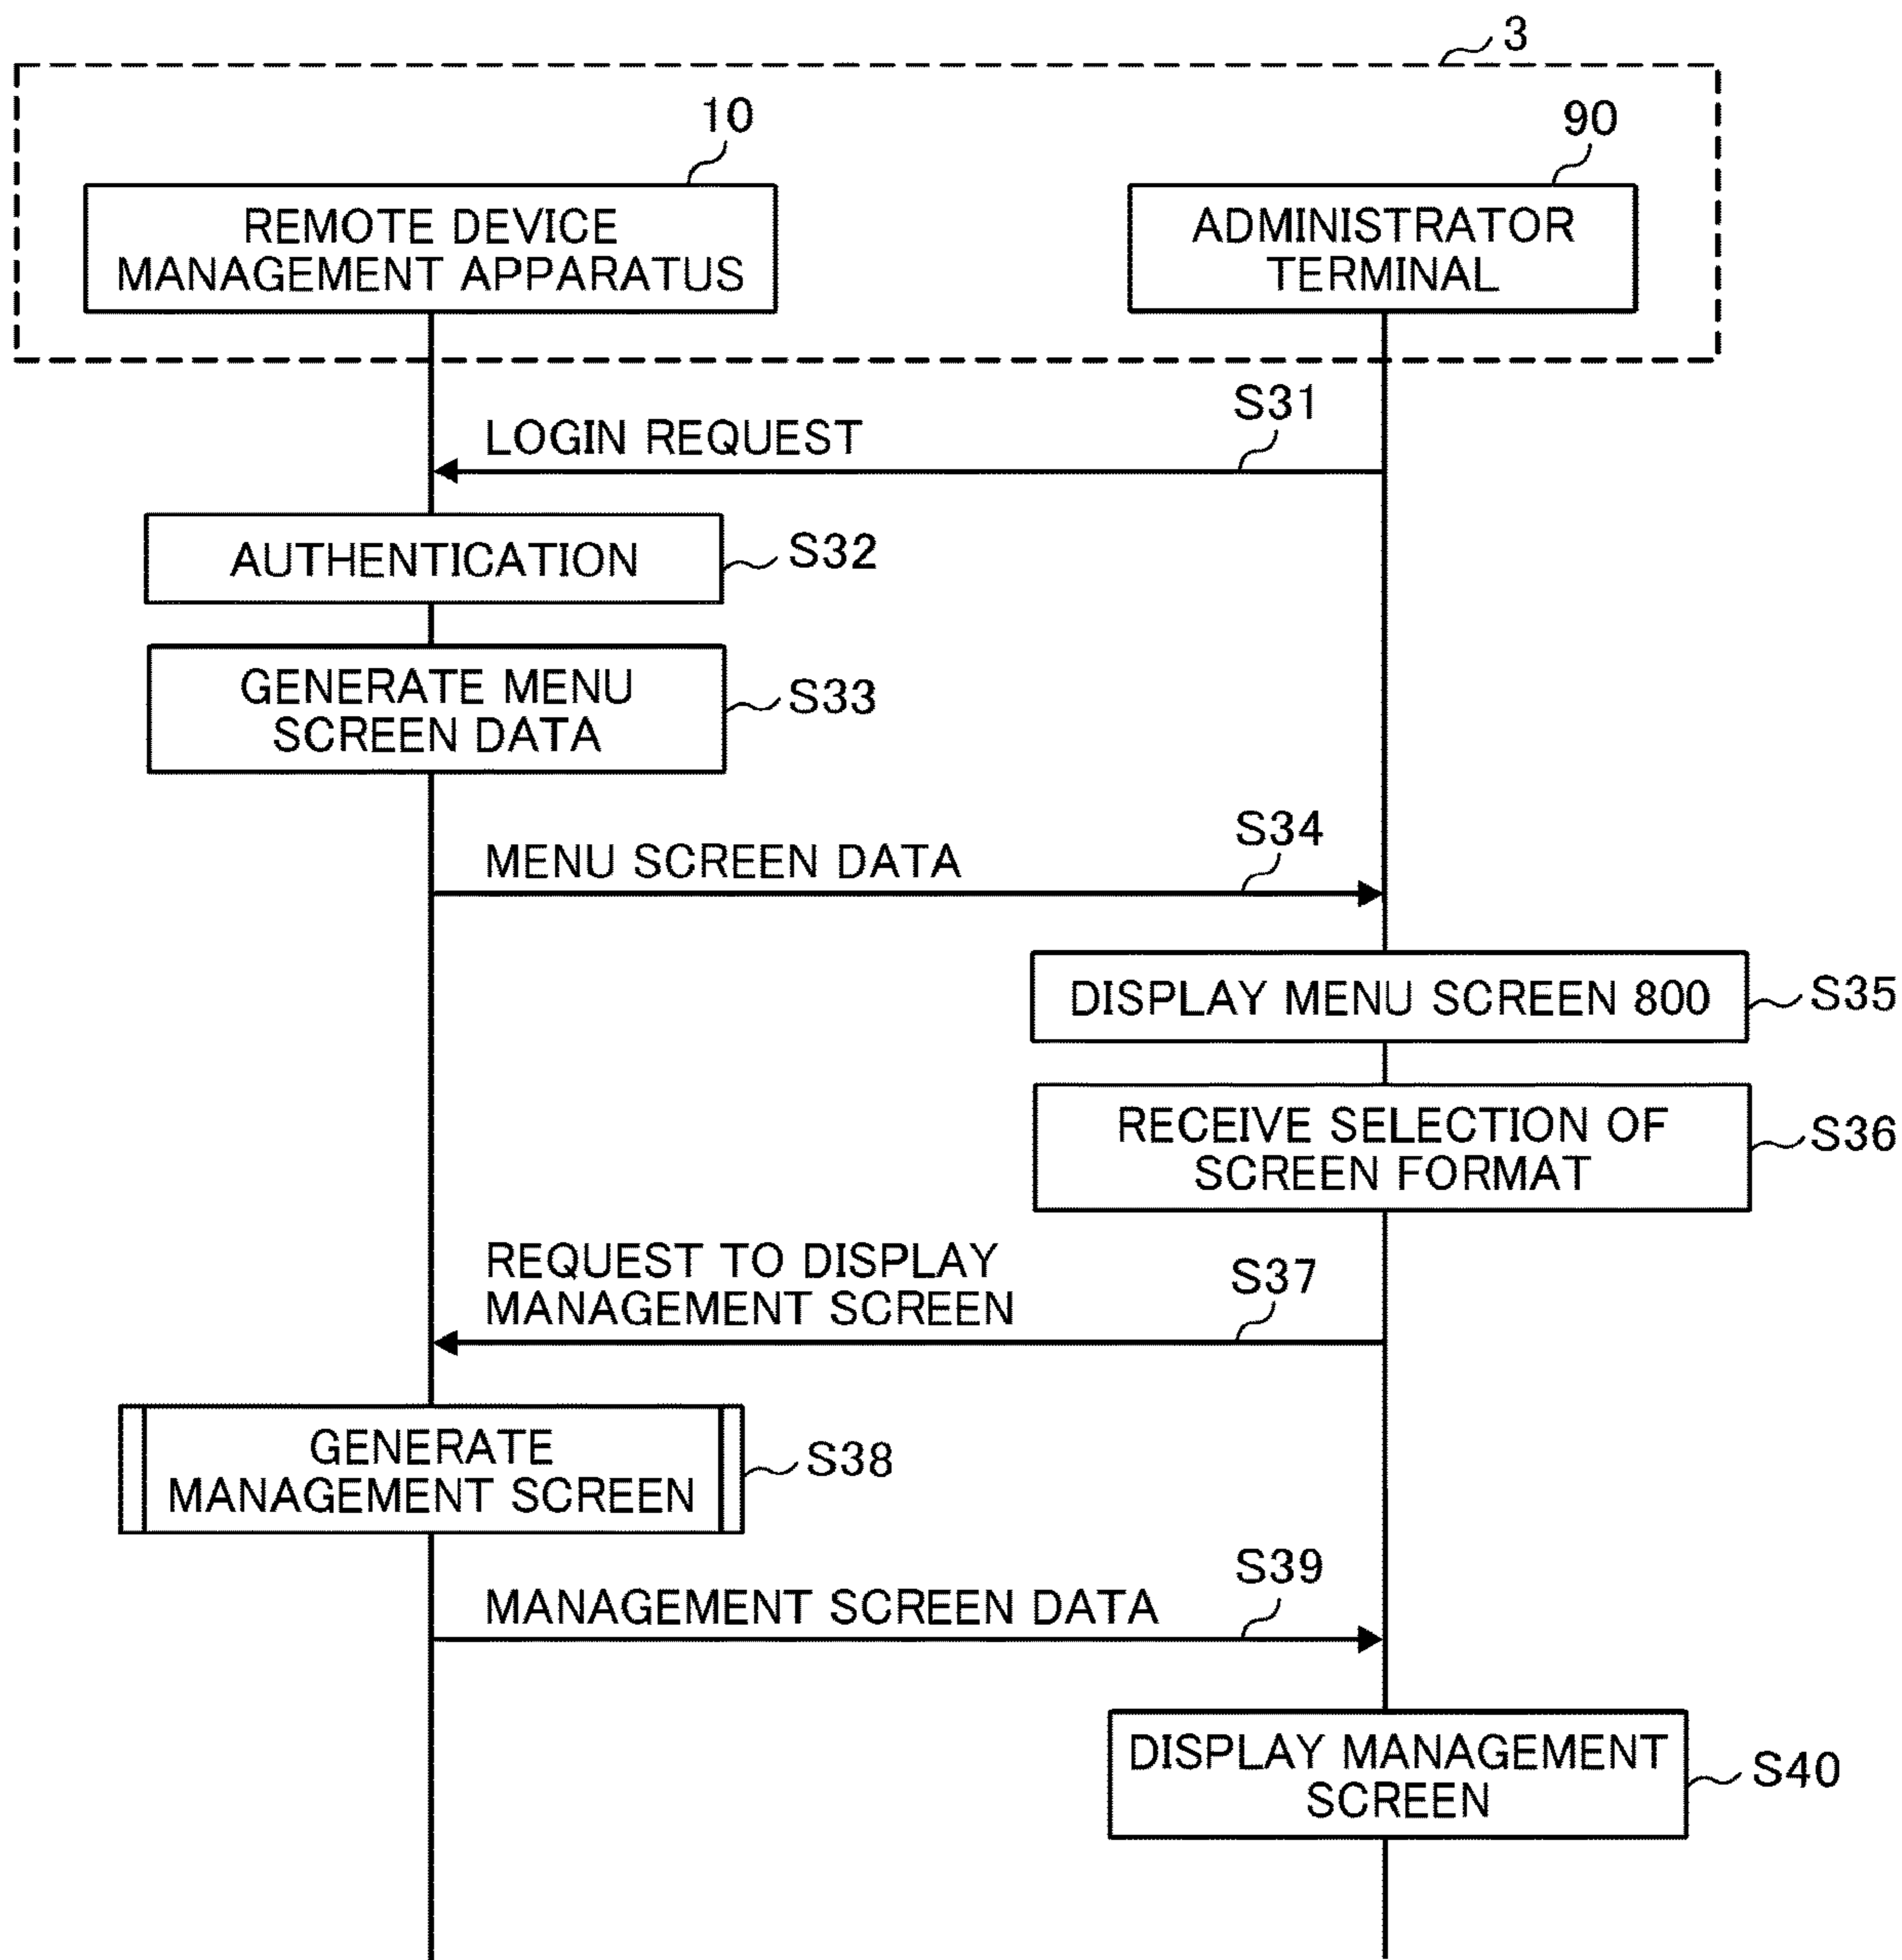 3
10
90
REMOTE DEVICE
MANAGEMENT APPARATUS
ADMINISTRATOR
TERMINAL
S31
LOGIN REQUEST
AUTHENTICATION
S32
GENERATE MENU
SCREEN DATA
S33
S34
MENU SCREEN DATA
DISPLAY MENU SCREEN 800
S35
RECEIVE SELECTION OF
SCREEN FORMAT
S36
REQUEST TO DISPLAY
MANAGEMENT SCREEN
S37
GENERATE
MANAGEMENT SCREEN
S38
S39
MANAGEMENT SCREEN DATA
DISPLAY MANAGEMENT
SCREEN
S40